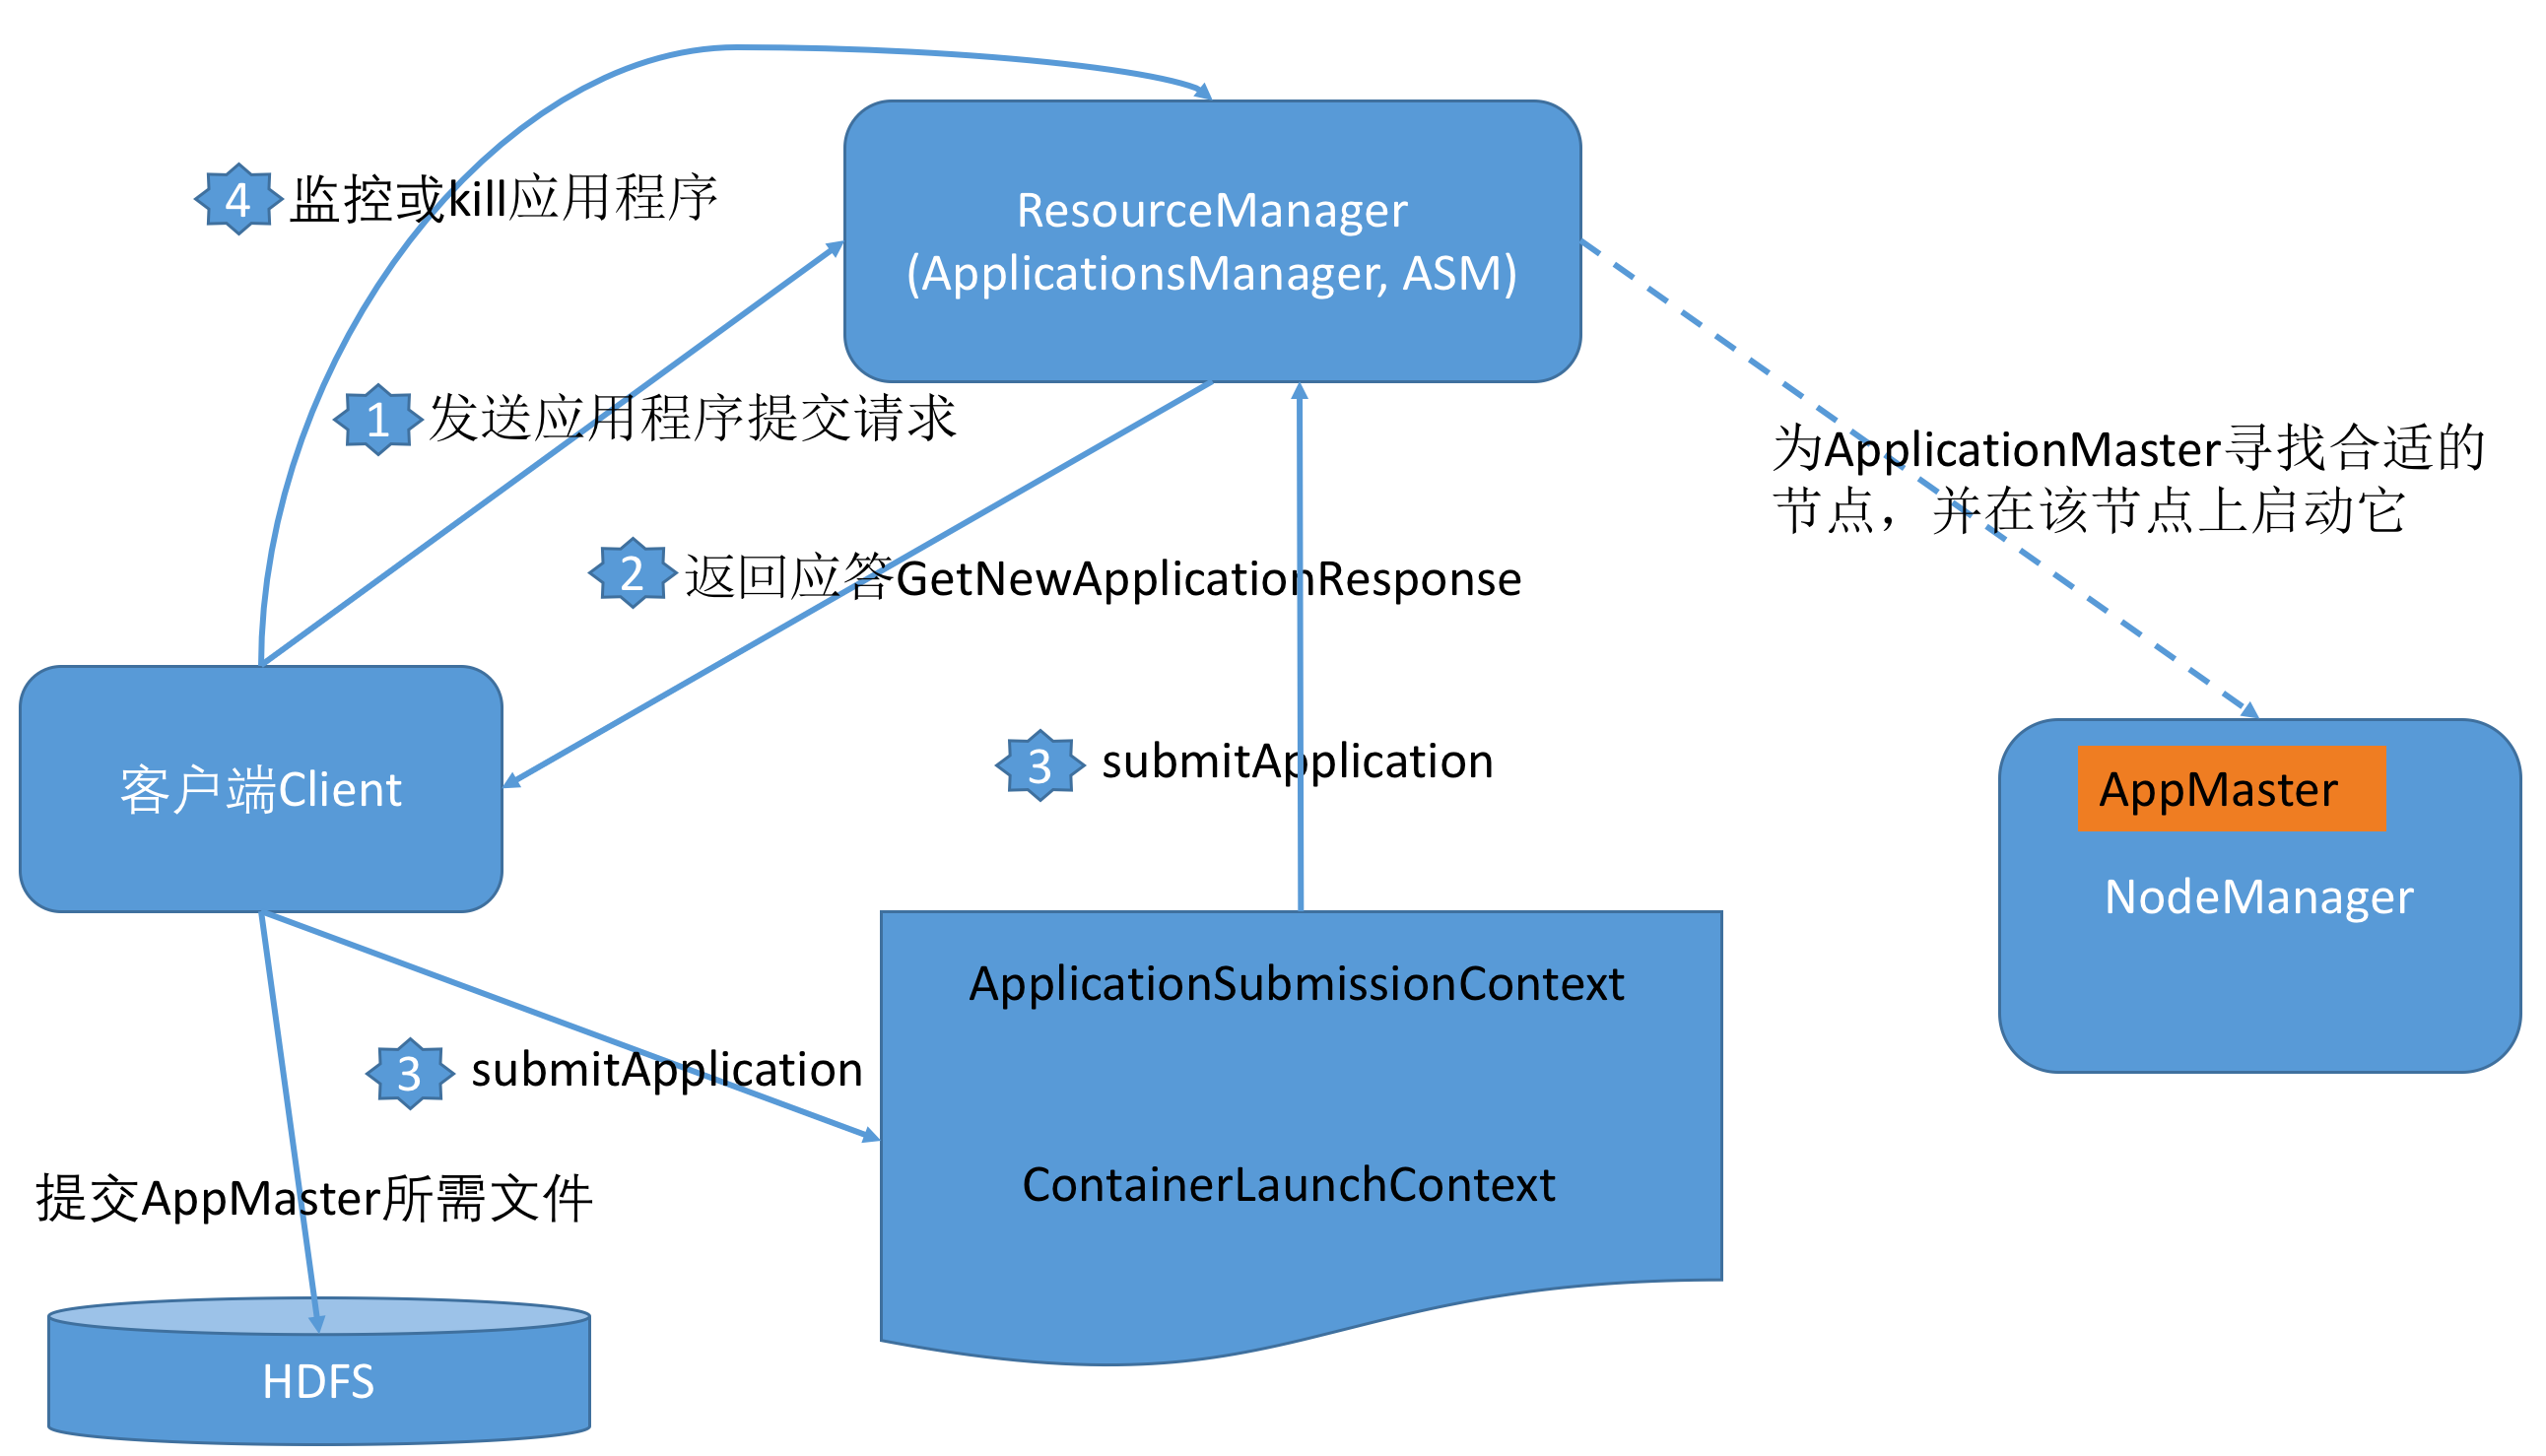 4
监控或kill应用程序
ResourceManager
(ApplicationsManager, ASM)
1
发送应用程序提交请求
为ApplicationMaster寻找合适的
节点，并在该节点上启动它
2
返回应答GetNewApplicationResponse
客户端Client
3
submitApplication
AppMaster
NodeManager
ApplicationSubmissionContext
3
submitApplication
ContainerLaunchContext
提交AppMaster所需文件
HDFS